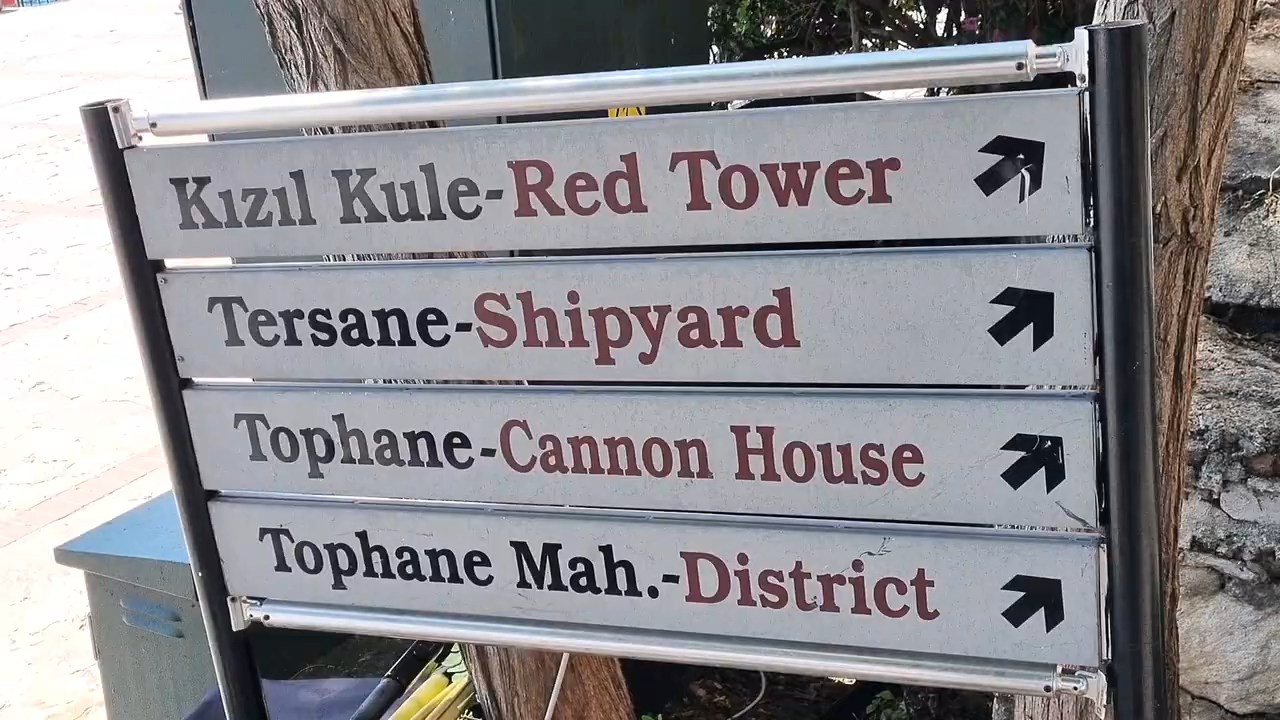 Kızıl Kule-Red Tower
Tersane-Shipyard
Tophane-Cannon House
Tophane Mah.-District